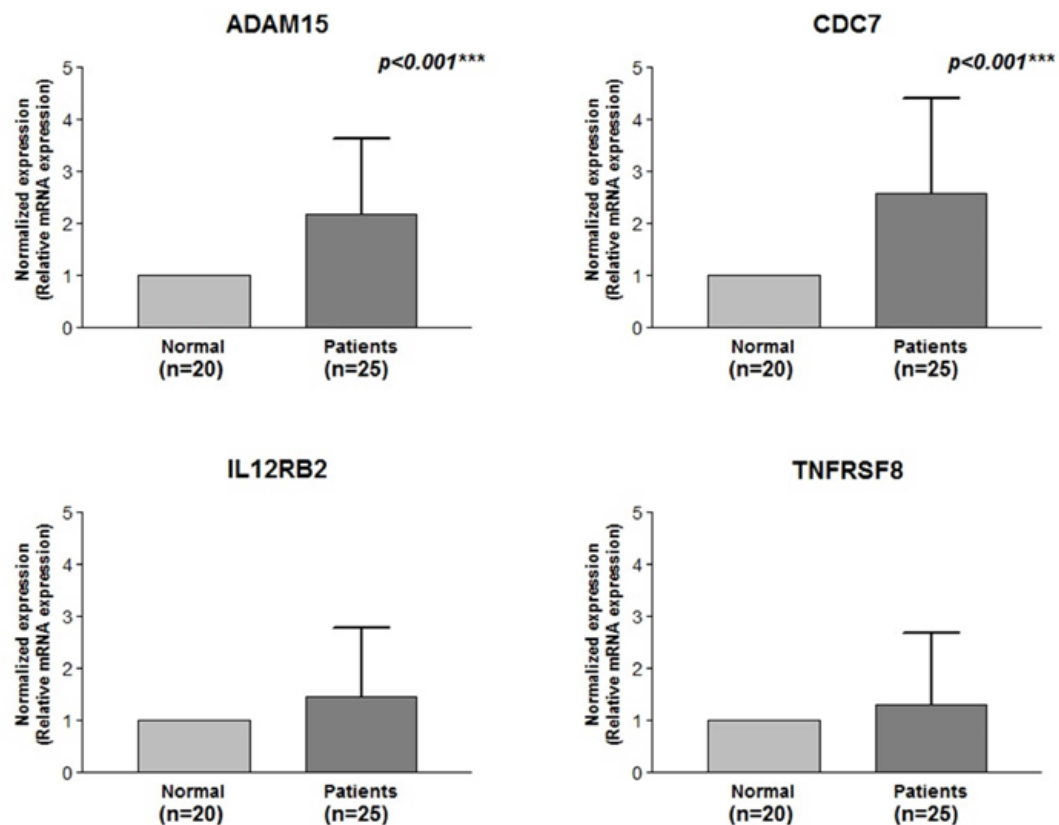 ADAM15
p<0.001***
Normalized expression
(Relative mRNA expression)
5
4
3
2
1
0
Normal
(n=20)
Patients
(n=25)
CDC7
p<0.001***
Normalized expression
(Relative mRNA expression)
5
4
3
2
1
0
Normal
(n=20)
Patients
(n=25)
IL12RB2
Normalized expression
(Relative mRNA expression)
5
4
3
2
1
0
Normal
(n=20)
Patients
(n=25)
TNFRSF8
Normalized expression
(Relative mRNA expression)
5
4
3
2
1
0
Normal
(n=20)
Patients
(n=25)